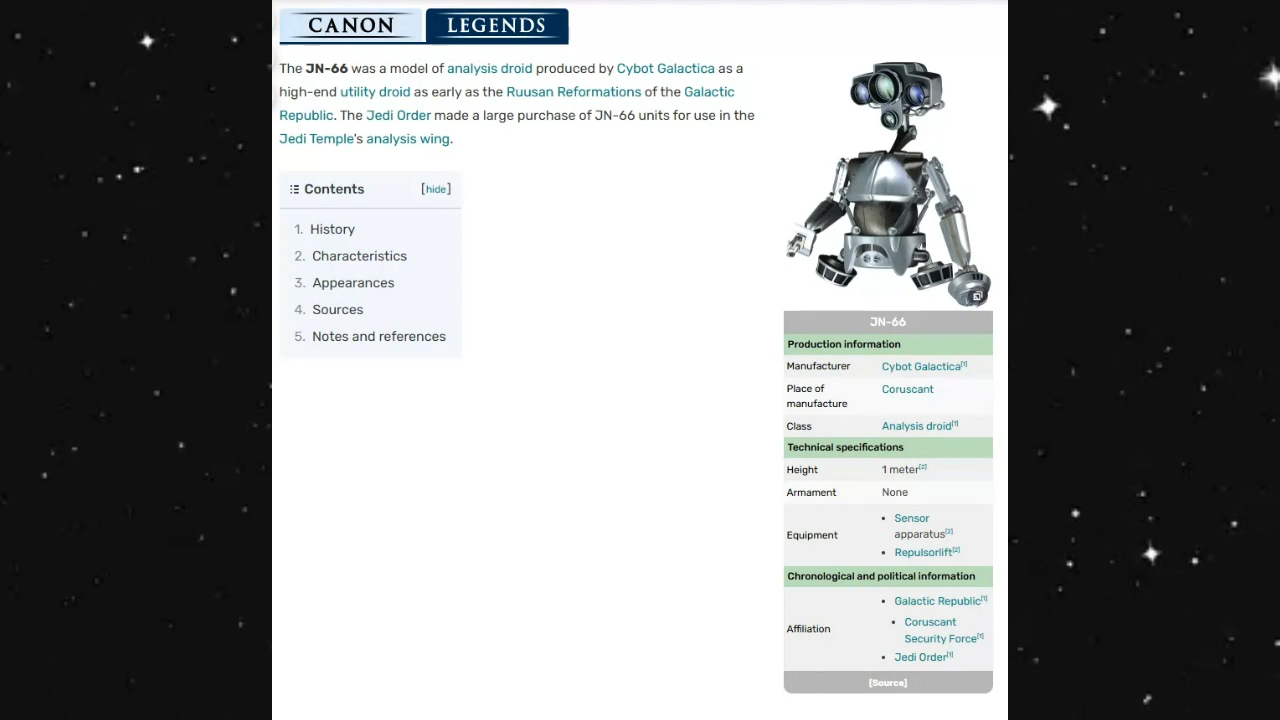 CANON LEGENDS
The JN-66 was a model of analysis droid produced by Cybot Galactica as a
high-end utility droid as early as the Ruusan Reformations of the Galactic
Republic. The Jedi Order made a large purchase of JN-66 units for use in the
Jedi Temple's analysis wing.
Contents [hide]
1. History
2. Characteristics
3. Appearances
4. Sources
5. Notes and references
JN-66
Production information
Manufacturer Cybot Galactica[1]
Place of
manufacture Coruscant
Class Analysis droid[1]
Technical specifications
Height 1 meter[2]
Armament None
Equipment
• Sensor
apparatus[2]
• Repulsorlift[2]
Chronological and political information
Affiliation
• Galactic Republic[1]
• Coruscant
Security Force[1]
• Jedi Order[1]
[Source]